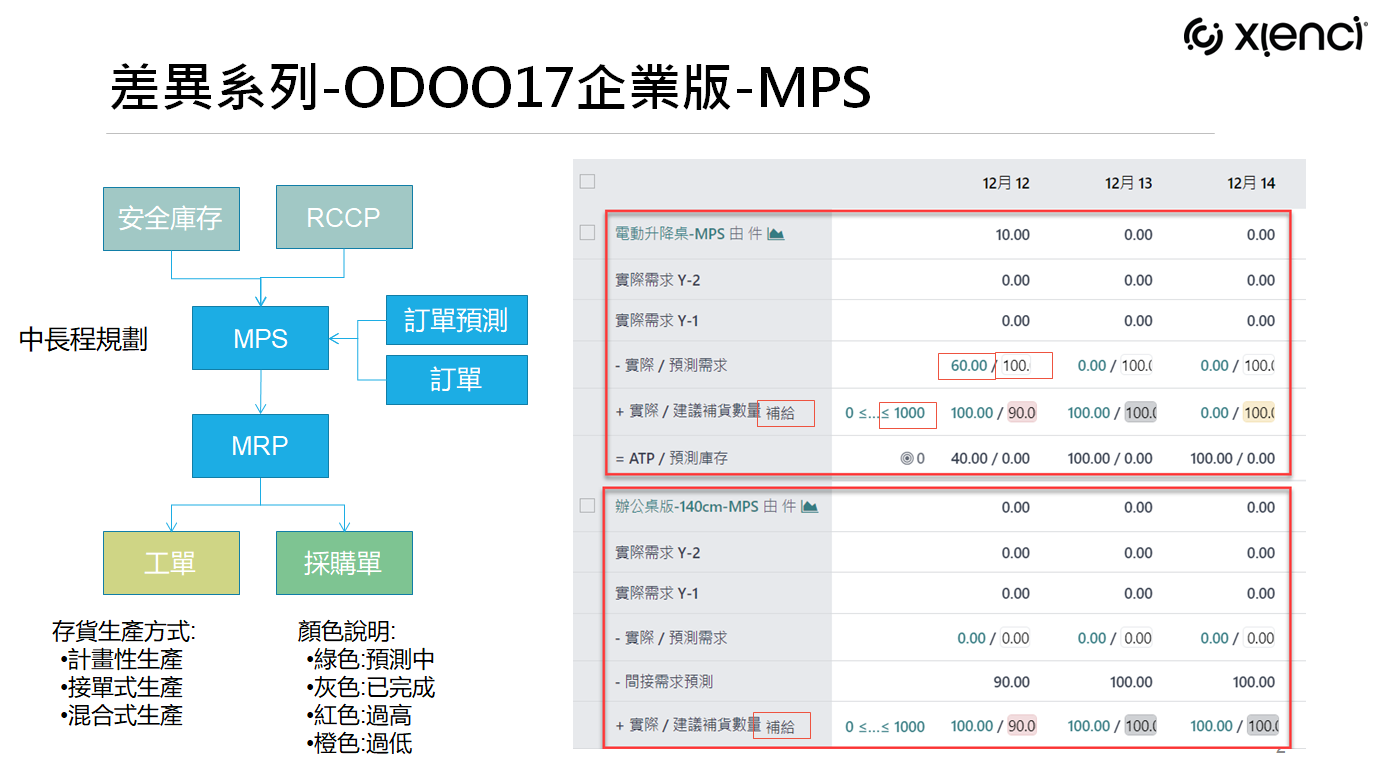 xienci
差異系列-ODOO17企業版-MPS
安全庫存
RCCP
中長程規劃
MPS
訂單預測
訂單
MRP
工單
採購單
存貨生產方式:
•計畫性生產
•接單式生產
•混合式生產
顏色說明:
•綠色:預測中
•灰色:已完成
•紅色:過高
•橙色:過低
12月 12 12月 13 12月 14
電動升降桌-MPS 由 件 10.00 0.00 0.00
實際需求 Y-2 0.00 0.00 0.00
實際需求 Y-1 0.00 0.00 0.00
- 實際 / 預測需求 60.00 / 100. 0.00 / 100.0 0.00 / 100.0
+ 實際 / 建議補貨數量 補給 0 ≤...≤ 1000 100.00 / 90.0 100.00 / 100.0 0.00 / 100.0
= ATP / 預測庫存 0 40.00 / 0.00 100.00 / 0.00 100.00 / 0.00
辦公桌版-140cm-MPS 由 件 0.00 0.00 0.00
實際需求 Y-2 0.00 0.00 0.00
實際需求 Y-1 0.00 0.00 0.00
- 實際 / 預測需求 0.00 / 0.00 0.00 / 0.00 0.00 / 0.00
- 間接需求預測 90.00 100.00 100.00
+ 實際 / 建議補貨數量 補給 0 ≤...≤ 1000 100.00 / 90.0 100.00 / 100.0 100.00 / 100.0